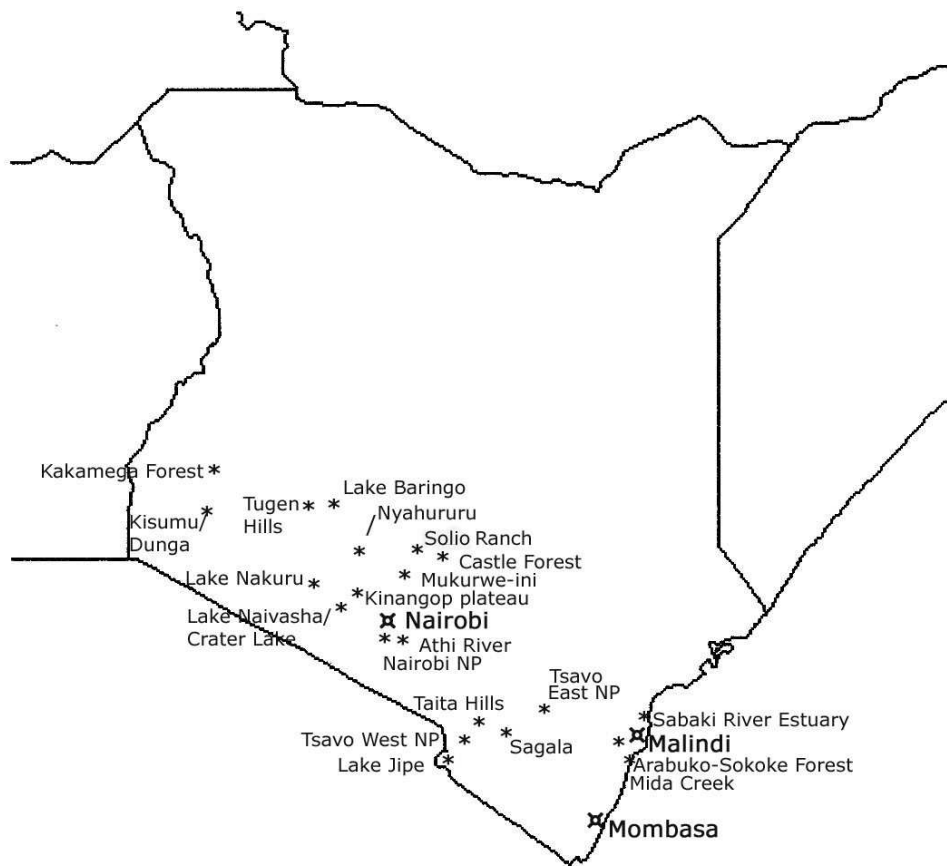 Kakamega Forest
Kisumu/
Dunga
Tugen
Hills
Lake Baringo
/Nyahururu
Solio Ranch
Castle Forest
Mukurwe-ini
Lake Nakuru
Kinangop plateau
Lake Naivasha/
Crater Lake
Nairobi
Athi River
Nairobi NP
Tsavo
East NP
Taita Hills
Sabaki River Estuary
Tsavo West NP
Sagala
Malindi
Lake Jipe
Arabuko-Sokoke Forest
Mida Creek
Mombasa